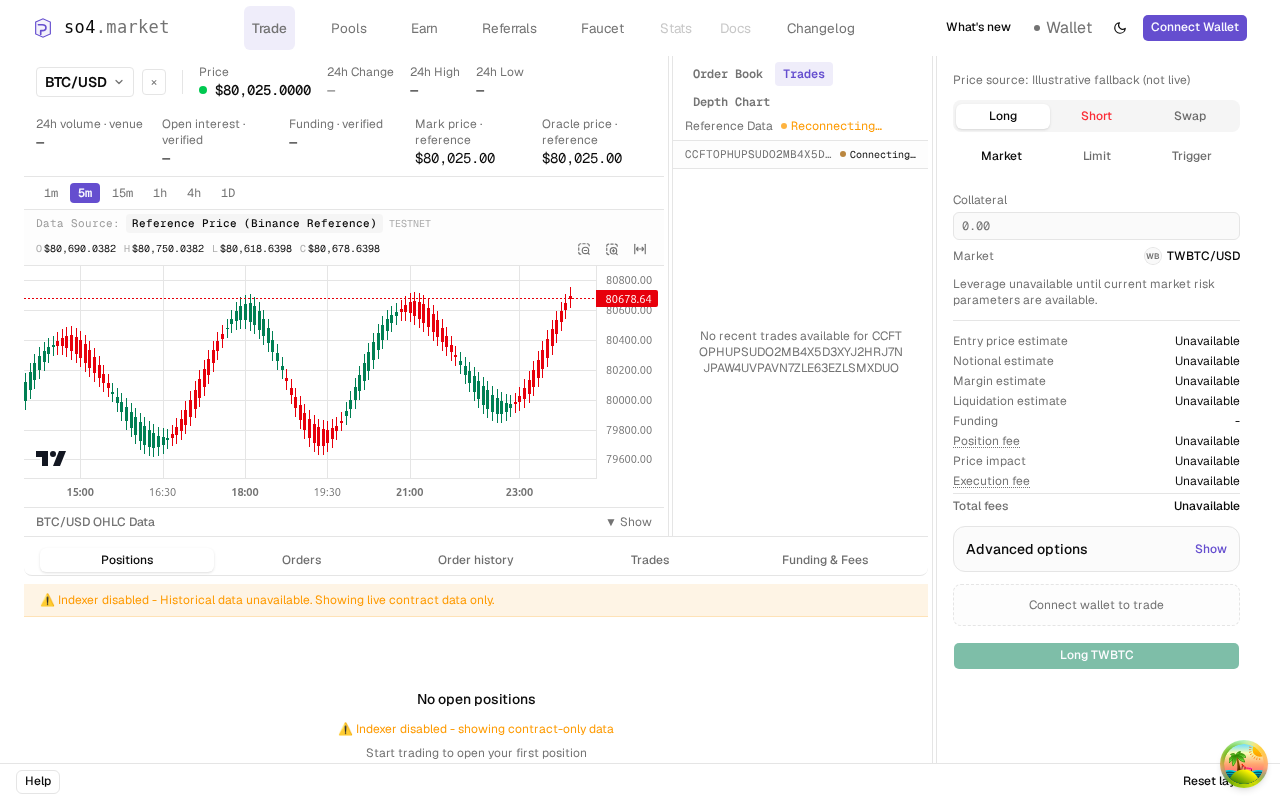 so4.market
Trade
Pools
Earn
Referrals
Faucet
Stats
Docs
Changelog
What's new
Wallet
Connect Wallet
BTC/USD
×
Price
$80,025.0000
24h Change
—
24h High
—
24h Low
—
24h volume · venue
—
Open interest ·
verified
—
Funding · verified
—
Mark price ·
reference
$80,025.00
Oracle price ·
reference
$80,025.00
1m
5m
15m
1h
4h
1D
Data Source: Reference Price (Binance Reference) TESTNET
O $80,690.0382 H $80,750.0382 L $80,618.6398 C $80,678.6398
80800.00
80678.64
80600.00
80400.00
80200.00
80000.00
79800.00
79600.00
15:00
16:30
18:00
19:30
21:00
23:00
BTC/USD OHLC Data
▼ Show
Order Book
Trades
Depth Chart
Reference Data
Reconnecting…
CCFTOPHUPSUDO2MB4X5D…
Connecting…
No recent trades available for CCFT
OPHUPSUDO2MB4X5D3XYJ2HRJ7N
JPAW4UVPAVN7ZLE63EZLSMXDUO
Price source: Illustrative fallback (not live)
Long
Short
Swap
Market
Limit
Trigger
Collateral
0.00
Market
WB TWBTC/USD
Leverage unavailable until current market risk
parameters are available.
Entry price estimate
Unavailable
Notional estimate
Unavailable
Margin estimate
Unavailable
Liquidation estimate
Unavailable
Funding
-
Position fee
Unavailable
Price impact
Unavailable
Execution fee
Unavailable
Total fees
Unavailable
Advanced options
Show
Connect wallet to trade
Long TWBTC
Positions
Orders
Order history
Trades
Funding & Fees
⚠️ Indexer disabled - Historical data unavailable. Showing live contract data only.
No open positions
⚠️ Indexer disabled - showing contract-only data
Start trading to open your first position
Help
Reset